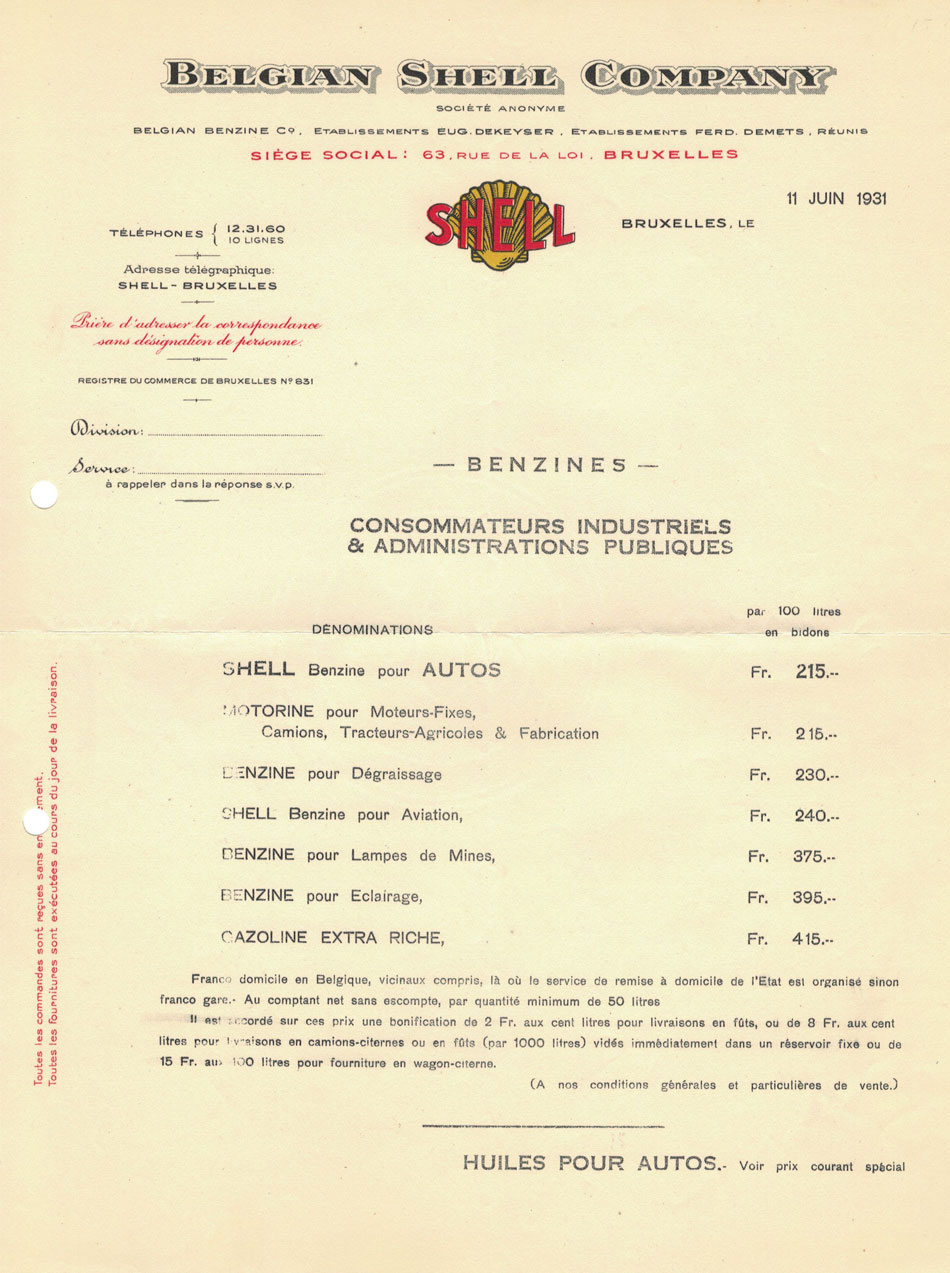 BELGIAN SHELL COMPANY
SOCIÉTÉ ANONYME
BELGIAN BENZINE Cº, ETABLISSEMENTS EUG. DEKEYSER, ETABLISSEMENTS FERD. DEMETS, RÉUNIS
SIÉGE SOCIAL: 63, RUE DE LA LOI, BRUXELLES
SHELL
11 JUIN 1931
BRUXELLES, LE
TÉLÉPHONES { 12.31.60
10 LIGNES
Adresse télégraphique:
SHELL - BRUXELLES
Prière d'adresser la correspondance
sans désignation de personne.
REGISTRE DU COMMERCE DE BRUXELLES Nº 831
Division:
Service:
à rappeler dans la réponse s.v.p.
— BENZINES —
CONSOMMATEURS INDUSTRIELS
& ADMINISTRATIONS PUBLIQUES
par 100 litres
DÉNOMINATIONS en bidons
SHELL Benzine pour AUTOS Fr. 215.--
MOTORINE pour Moteurs-Fixes,
Camions, Tracteurs-Agricoles & Fabrication Fr. 215.--
BENZINE pour Dégraissage Fr. 230.--
SHELL Benzine pour Aviation, Fr. 240.--
BENZINE pour Lampes de Mines, Fr. 375.--
BENZINE pour Eclairage, Fr. 395.--
GAZOLINE EXTRA RICHE, Fr. 415.--
Franco domicile en Belgique, vicinaux compris, là où le service de remise à domicile de l'Etat est organisé sinon
franco gare.- Au comptant net sans escompte, par quantité minimum de 50 litres
Il est accordé sur ces prix une bonification de 2 Fr. aux cent litres pour livraisons en fûts, ou de 8 Fr. aux cent
litres pour livraisons en camions-citernes ou en fûts (par 1000 litres) vidés immédiatement dans un réservoir fixe ou de
15 Fr. aux 100 litres pour fourniture en wagon-citerne.
(A nos conditions générales et particulières de vente.)
HUILES POUR AUTOS.- Voir prix courant spécial
Toutes les commandes sont reçues sans
Toutes les fournitures sont exécutées au cours du jour de la livraison.